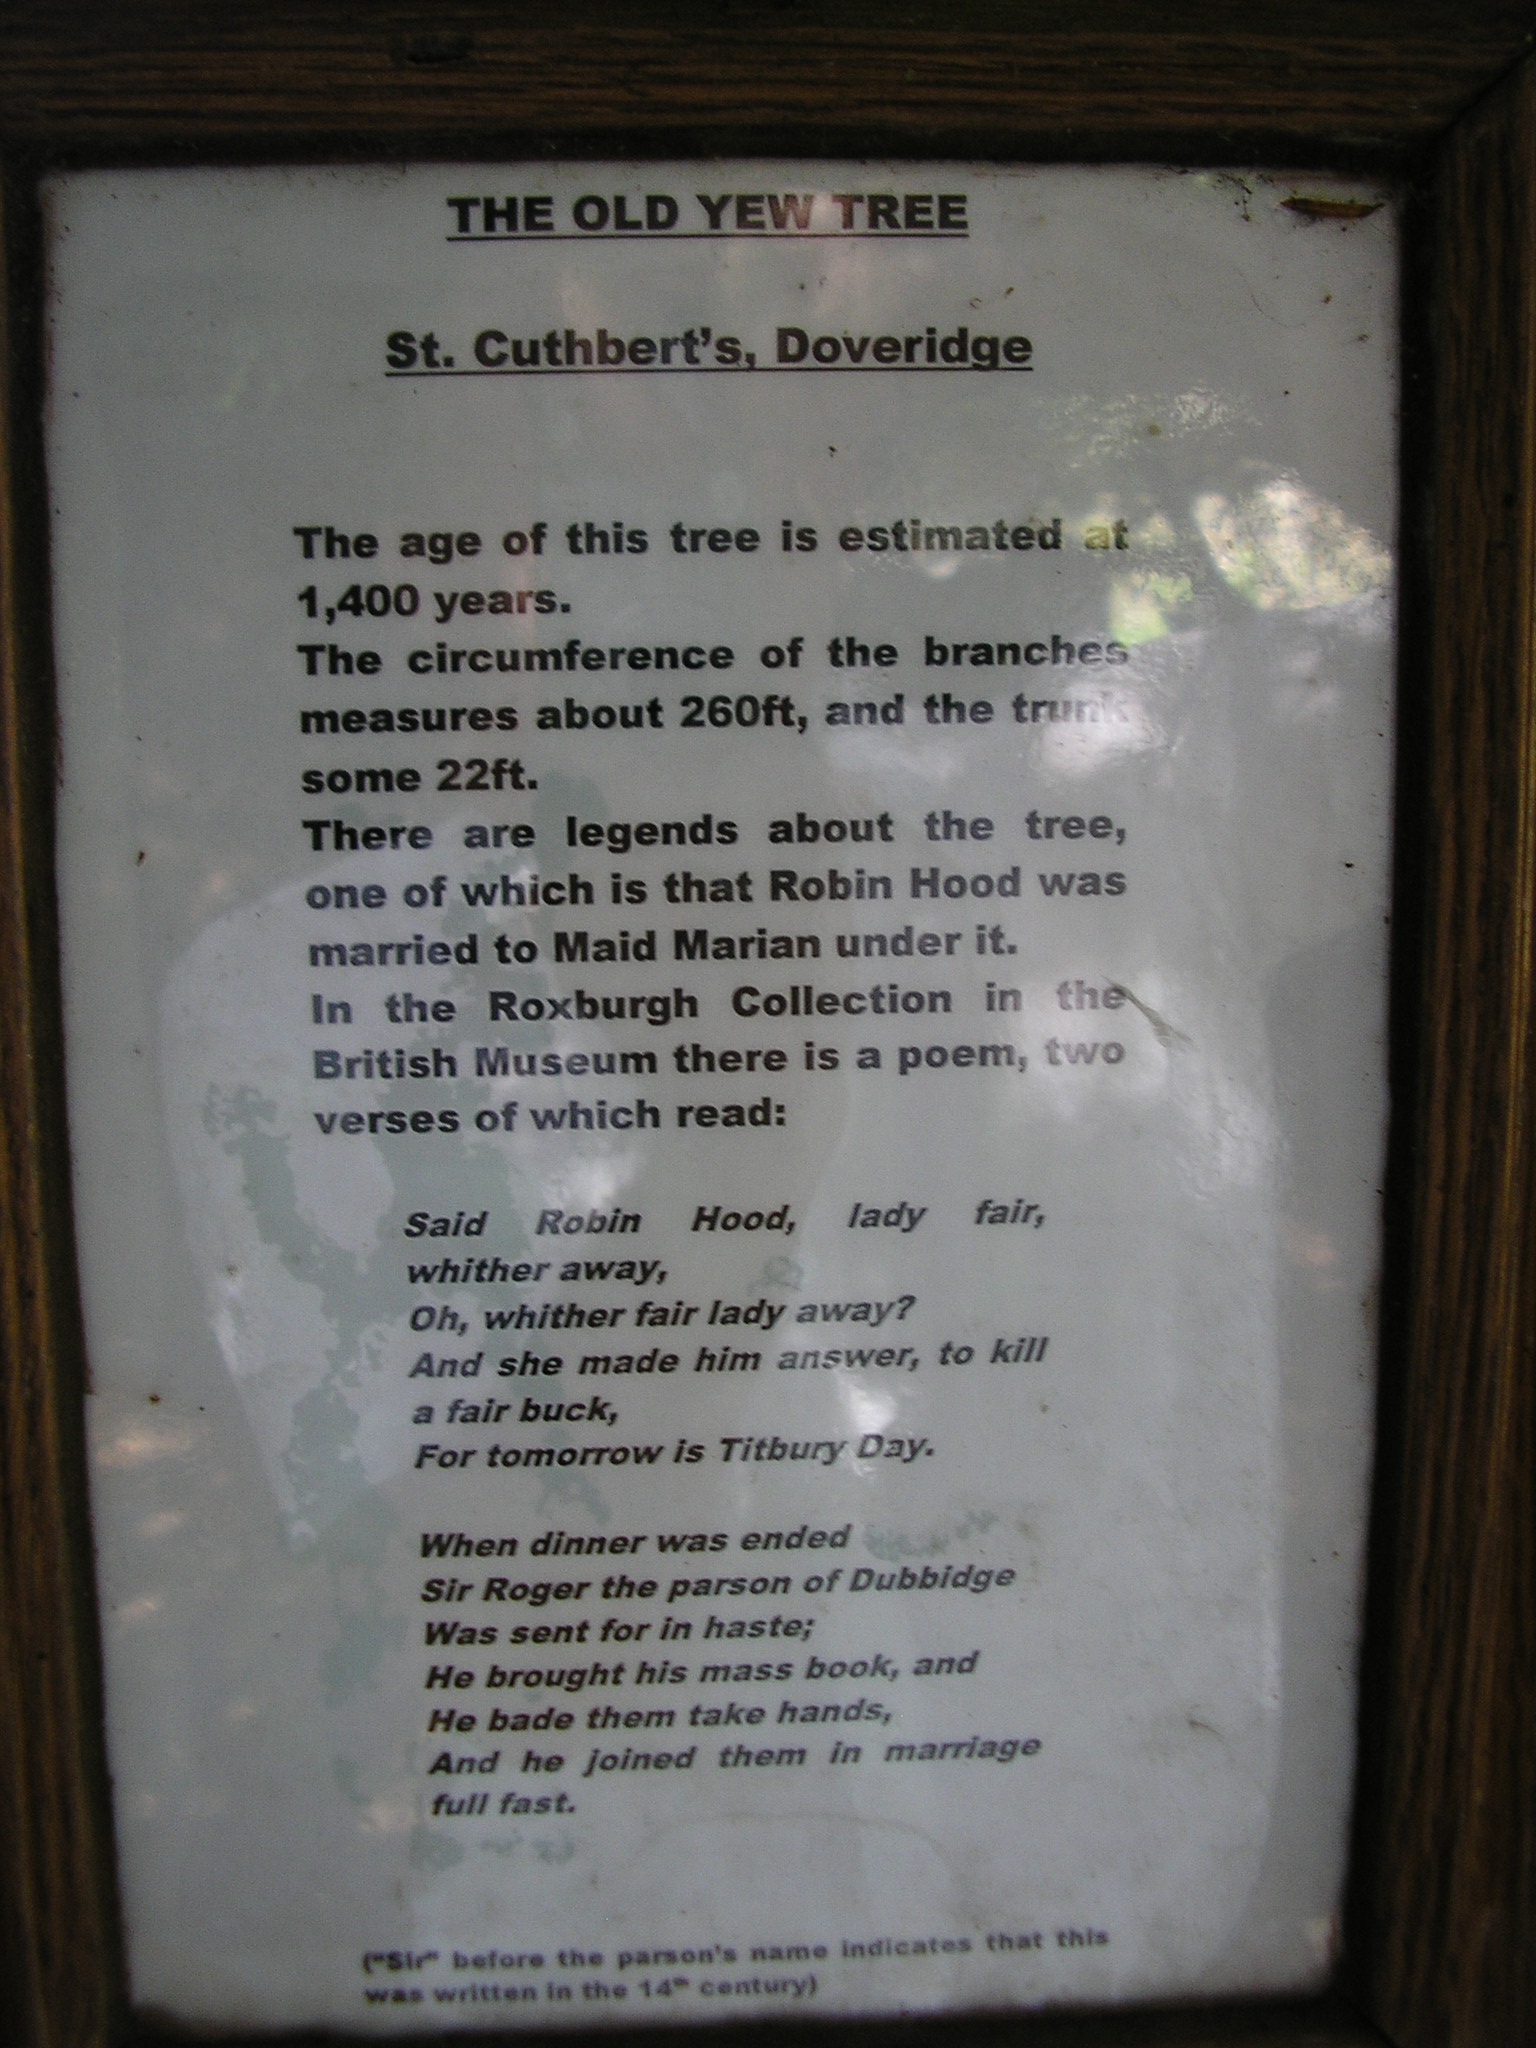 THE OLD YEW TREE
St. Cuthbert's, Doveridge
The age of this tree is estimated at
1,400 years.
The circumference of the branches
measures about 260ft, and the trunk
some 22ft.
There are legends about the tree,
one of which is that Robin Hood was
married to Maid Marian under it.
In the Roxburgh Collection in the
British Museum there is a poem, two
verses of which read:
Said Robin Hood, lady fair,
whither away,
Oh, whither fair lady away?
And she made him answer, to kill
a fair buck,
For tomorrow is Titbury Day.
When dinner was ended
Sir Roger the parson of Dubbidge
Was sent for in haste;
He brought his mass book, and
He bade them take hands,
And he joined them in marriage
full fast.
("Sir" before the parson's name indicates that this
was written in the 14th century)